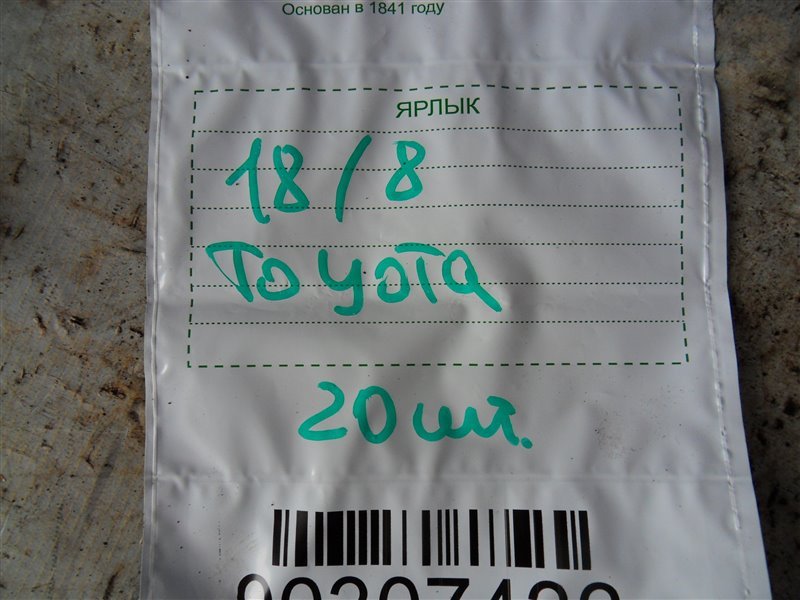 Основан в 1841 году
ЯРЛЫК
18/8
Toyota
20 шт.